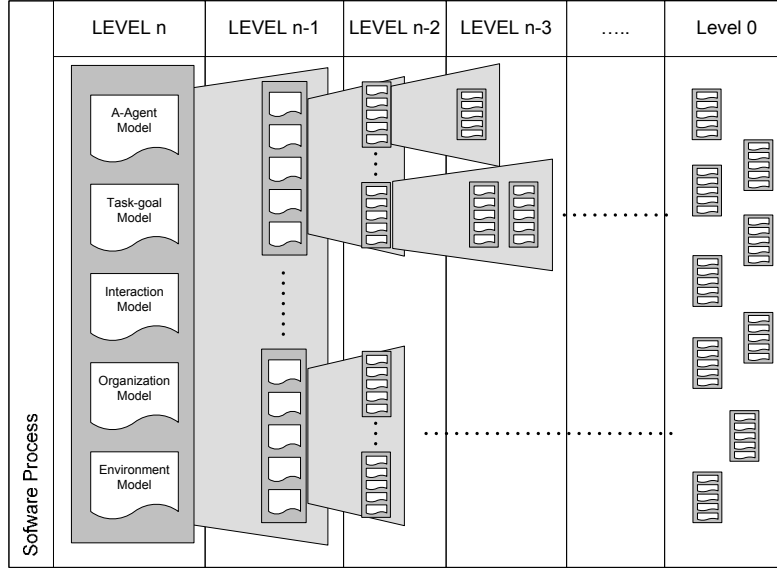 LEVEL n
LEVEL n-1
LEVEL n-2
LEVEL n-3
.....
Level 0
A-Agent
Model
Task-goal
Model
Interaction
Model
Organization
Model
Environment
Model
Sofware Process